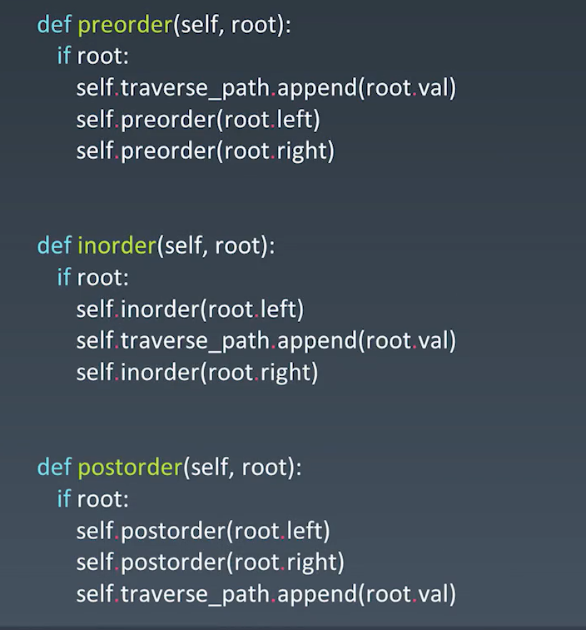 def preorder(self, root):
if root:
self.traverse_path.append(root.val)
self.preorder(root.left)
self.preorder(root.right)
def inorder(self, root):
if root:
self.inorder(root.left)
self.traverse_path.append(root.val)
self.inorder(root.right)
def postorder(self, root):
if root:
self.postorder(root.left)
self.postorder(root.right)
self.traverse_path.append(root.val)